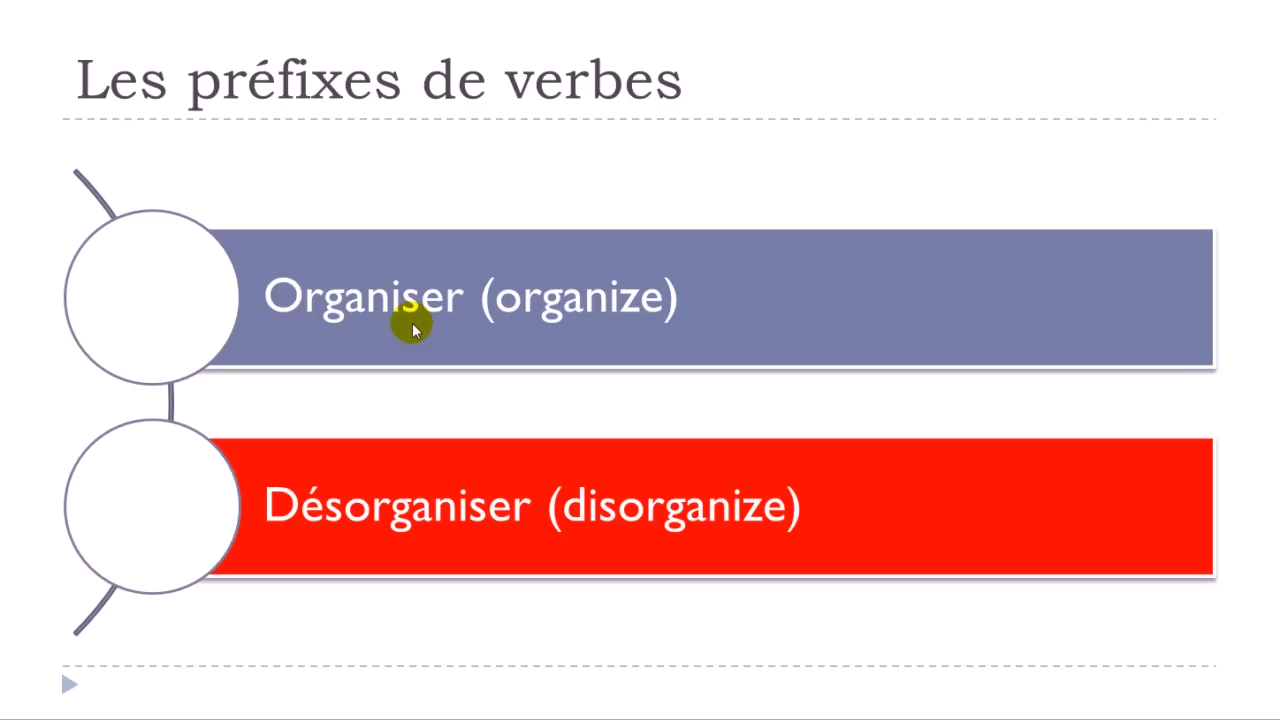 Les préfixes de verbes
Organiser (organize)
Désorganiser (disorganize)